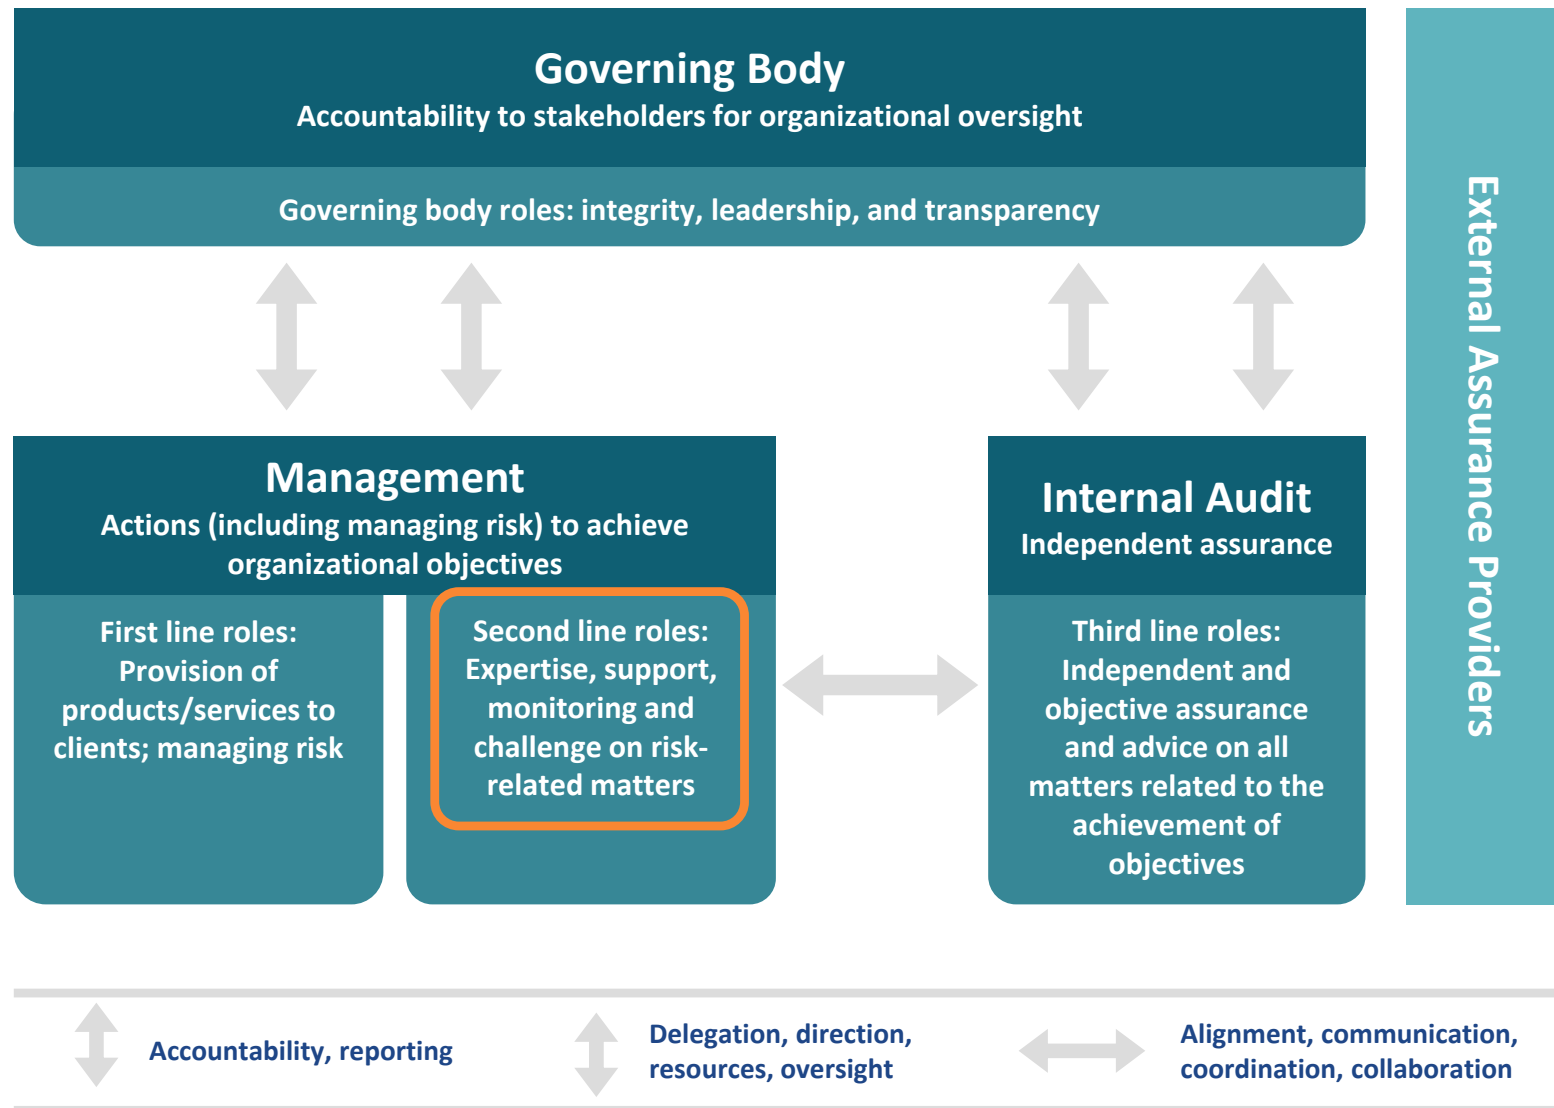 Governing Body
Accountability to stakeholders for organizational oversight
Governing body roles: integrity, leadership, and transparency
Management
Actions (including managing risk) to achieve
organizational objectives
First line roles:
Provision of
products/services to
clients; managing risk
Second line roles:
Expertise, support,
monitoring and
challenge on risk-
related matters
Internal Audit
Independent assurance
Third line roles:
Independent and
objective assurance
and advice on all
matters related to the
achievement of
objectives
External Assurance Providers
Accountability, reporting
Delegation, direction,
resources, oversight
Alignment, communication,
coordination, collaboration